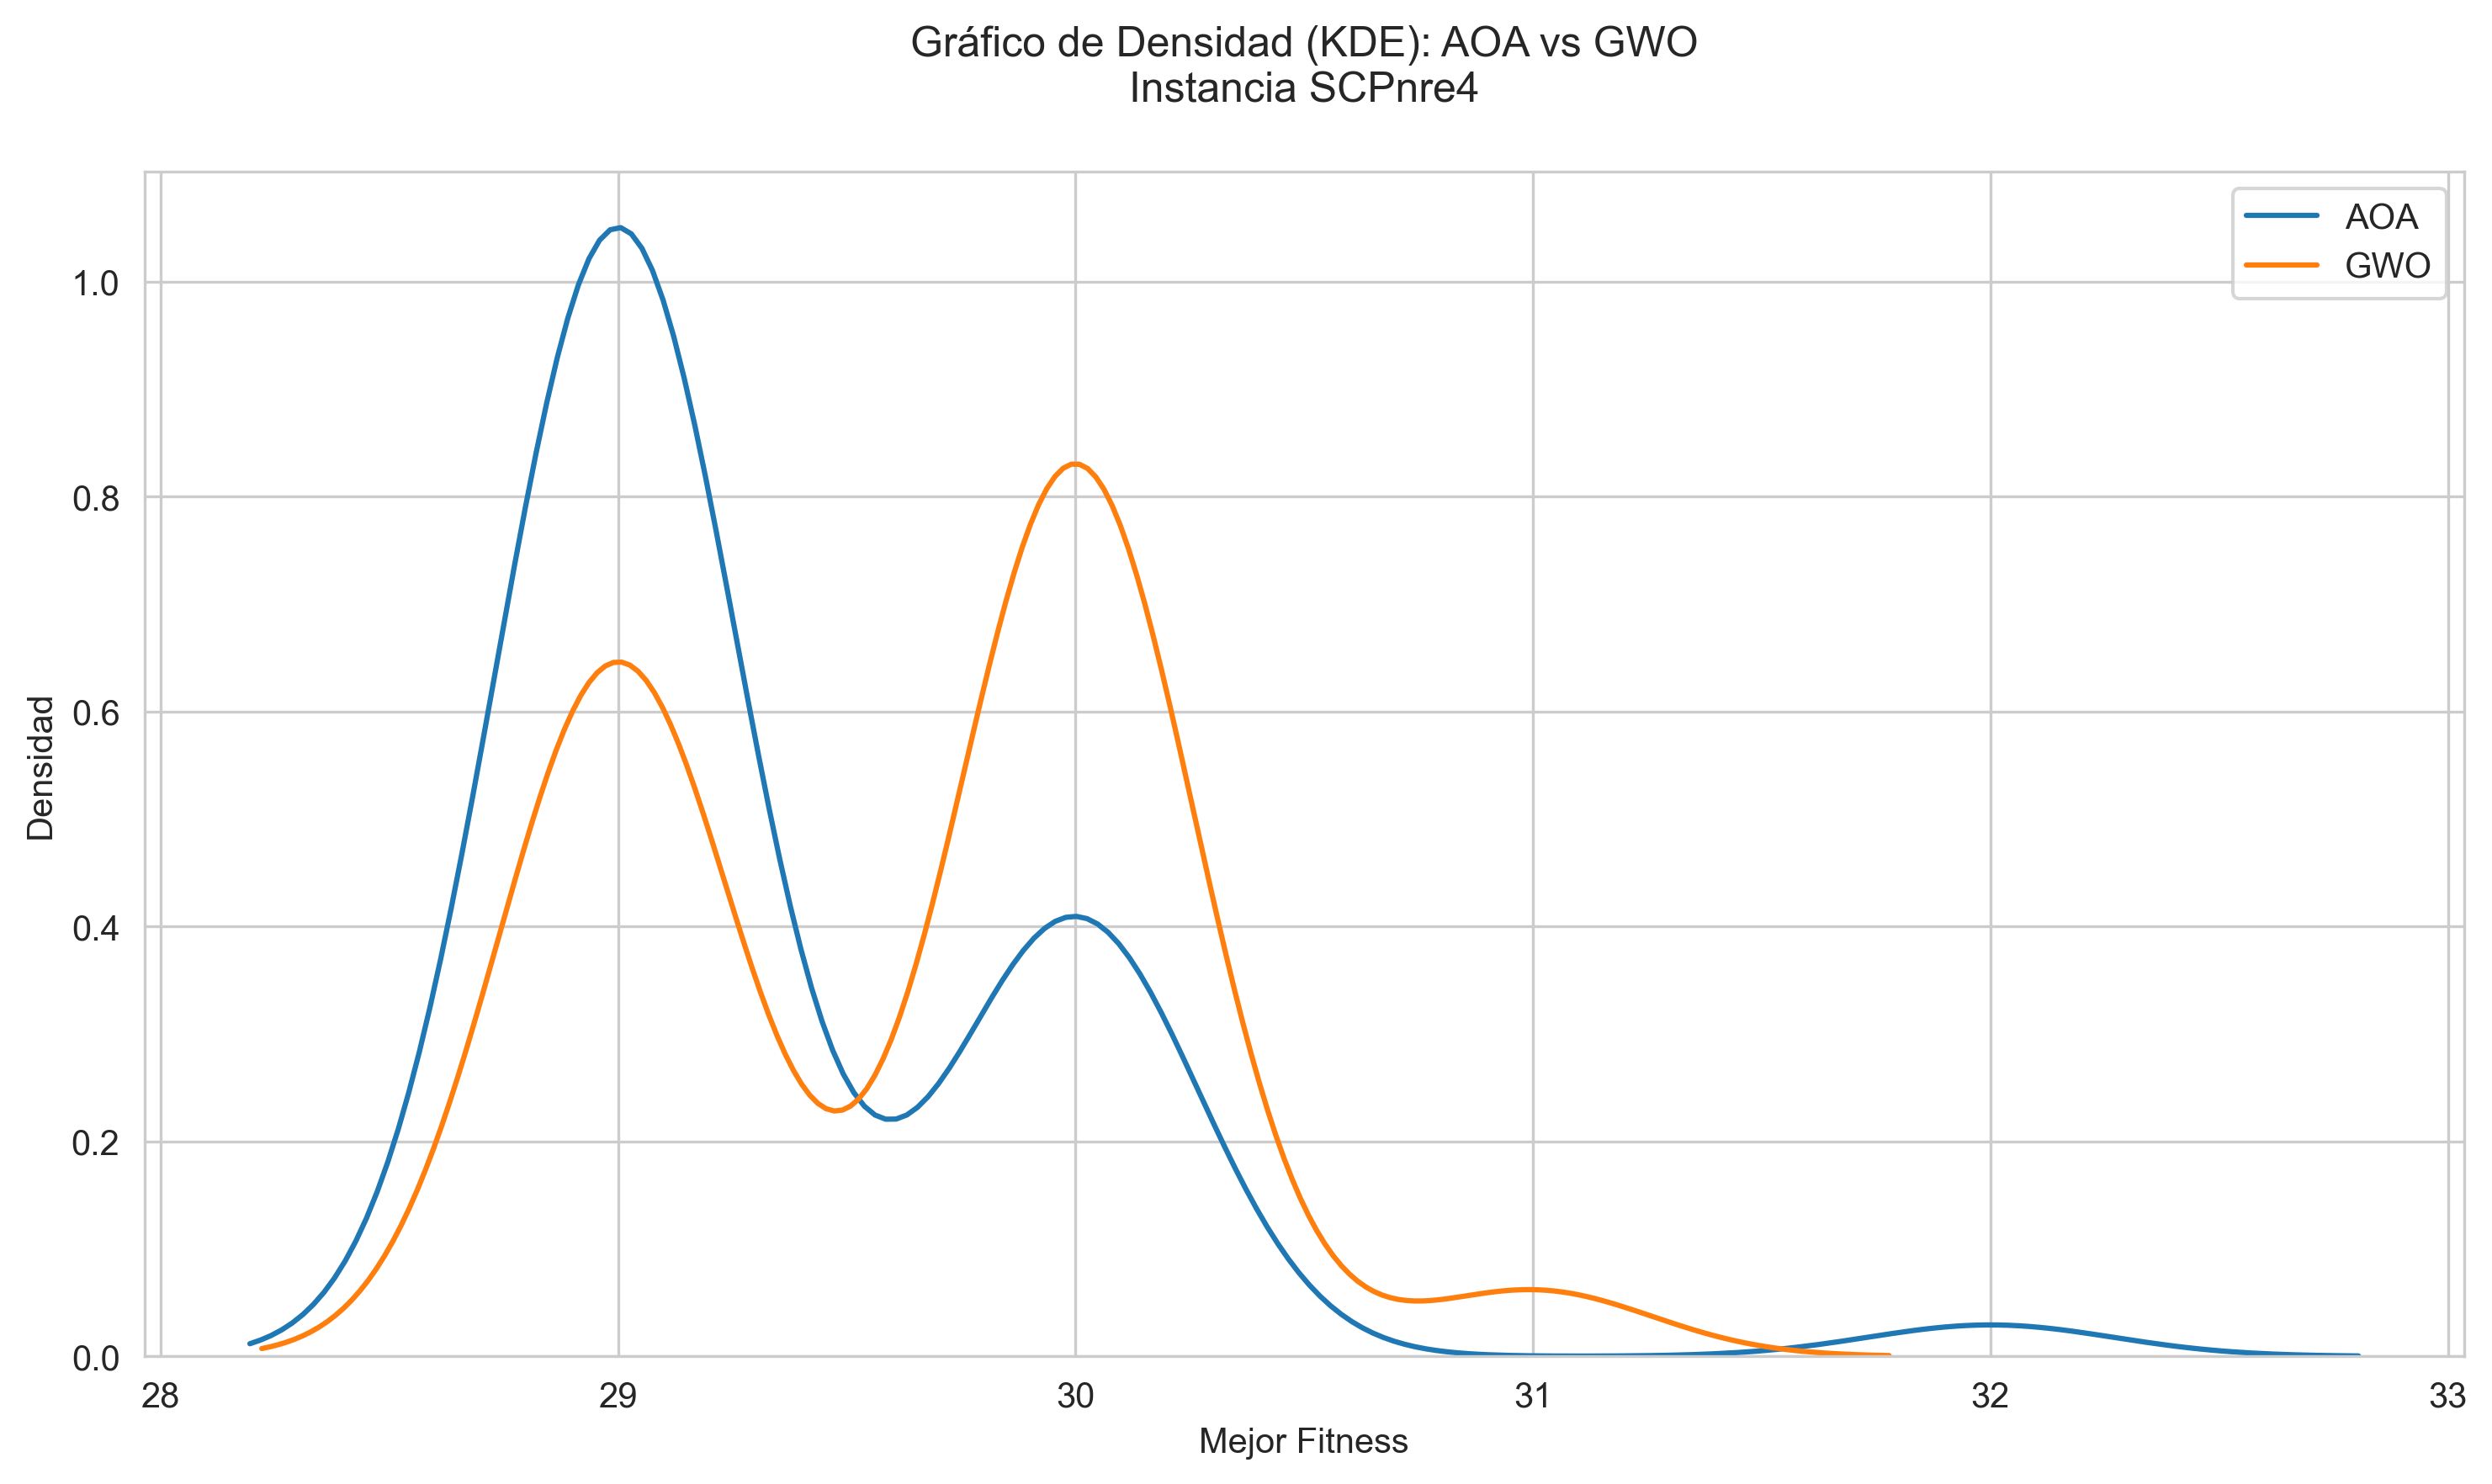 Gráfico de Densidad (KDE): AOA vs GWO
Instancia SCPnre4
AOA
GWO
1.0
0.8
0.6
0.4
0.2
0.0
Densidad
28 29 30 31 32 33
Mejor Fitness